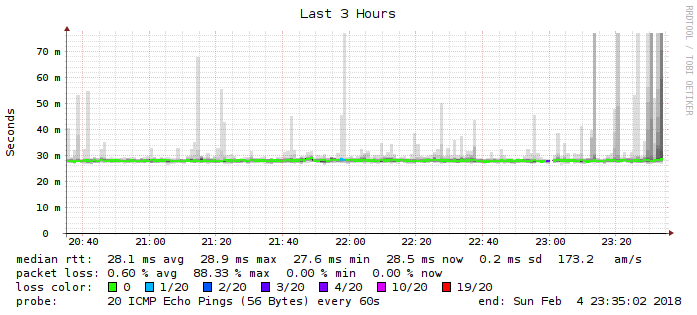 Last 3 Hours
RRDTOOL / TOBI OETIKER
Seconds
70 m
60 m
50 m
40 m
30 m
20 m
10 m
0
20:40 21:00 21:20 21:40 22:00 22:20 22:40 23:00 23:20
median rtt: 28.1 ms avg 28.9 ms max 27.6 ms min 28.5 ms now 0.2 ms sd 173.2 am/s
packet loss: 0.60 % avg 88.33 % max 0.00 % min 0.00 % now
loss color: 0 1/20 2/20 3/20 4/20 10/20 19/20
probe: 20 ICMP Echo Pings (56 Bytes) every 60s end: Sun Feb 4 23:35:02 2018